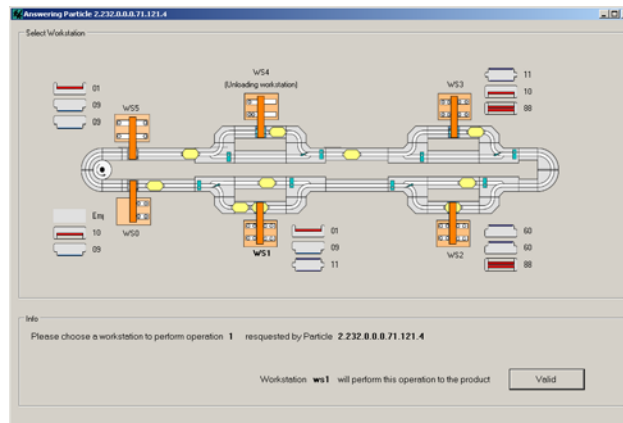 Answering Particle 2.232.0.0.0.71.121.4
Select Workstation
01
09
09
WS5
WS4
(Unloading workstation)
WS3
11
10
88
Emp
10
09
WS0
WS1
01
09
11
WS2
60
60
88
Info
Please choose a workstation to perform operation 1 resquested by Particle 2.232.0.0.0.71.121.4
Workstation ws1 will perform this operation to the product
Valid